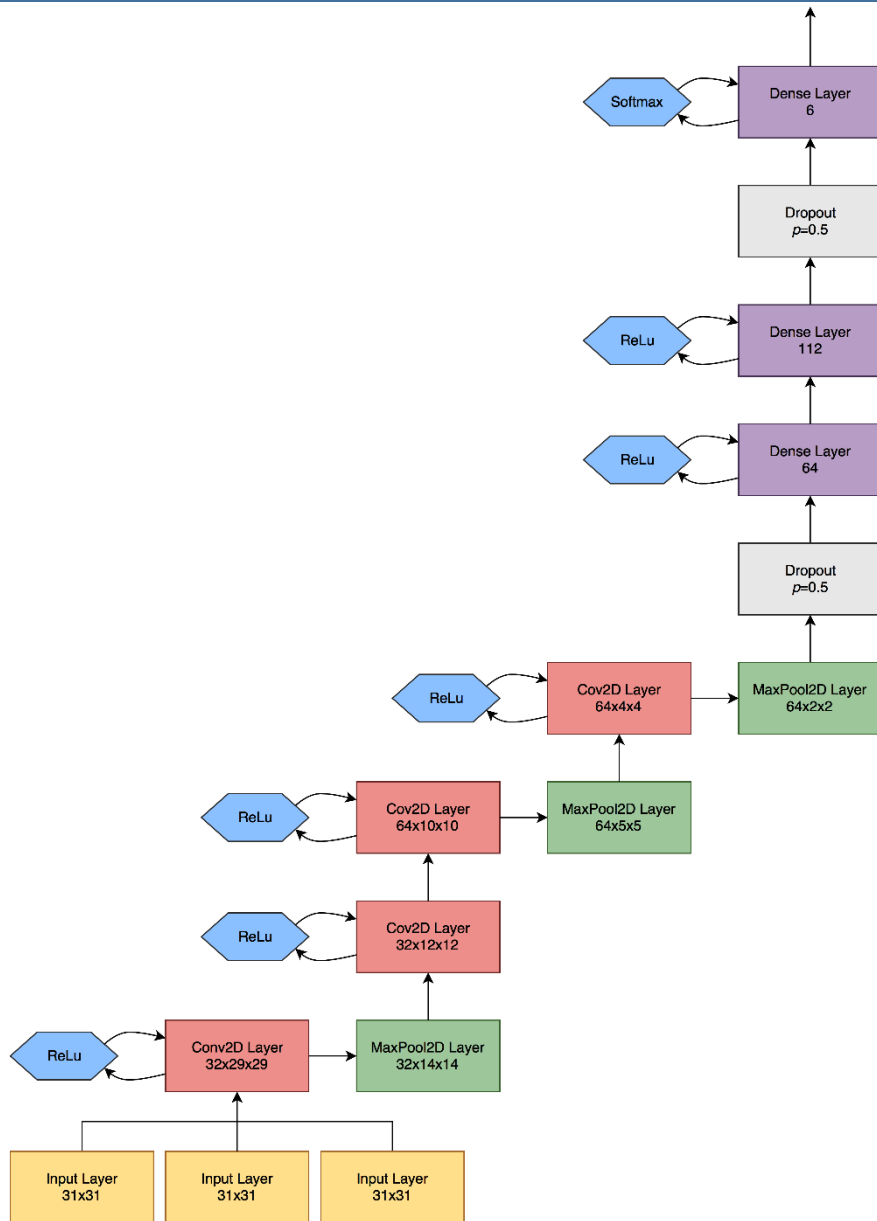 Softmax
Dense Layer
6
Dropout
p=0.5
ReLu
Dense Layer
112
ReLu
Dense Layer
64
Dropout
p=0.5
ReLu
Cov2D Layer
64x4x4
MaxPool2D Layer
64x2x2
ReLu
Cov2D Layer
64x10x10
MaxPool2D Layer
64x5x5
ReLu
Cov2D Layer
32x12x12
ReLu
Conv2D Layer
32x29x29
MaxPool2D Layer
32x14x14
Input Layer
31x31
Input Layer
31x31
Input Layer
31x31